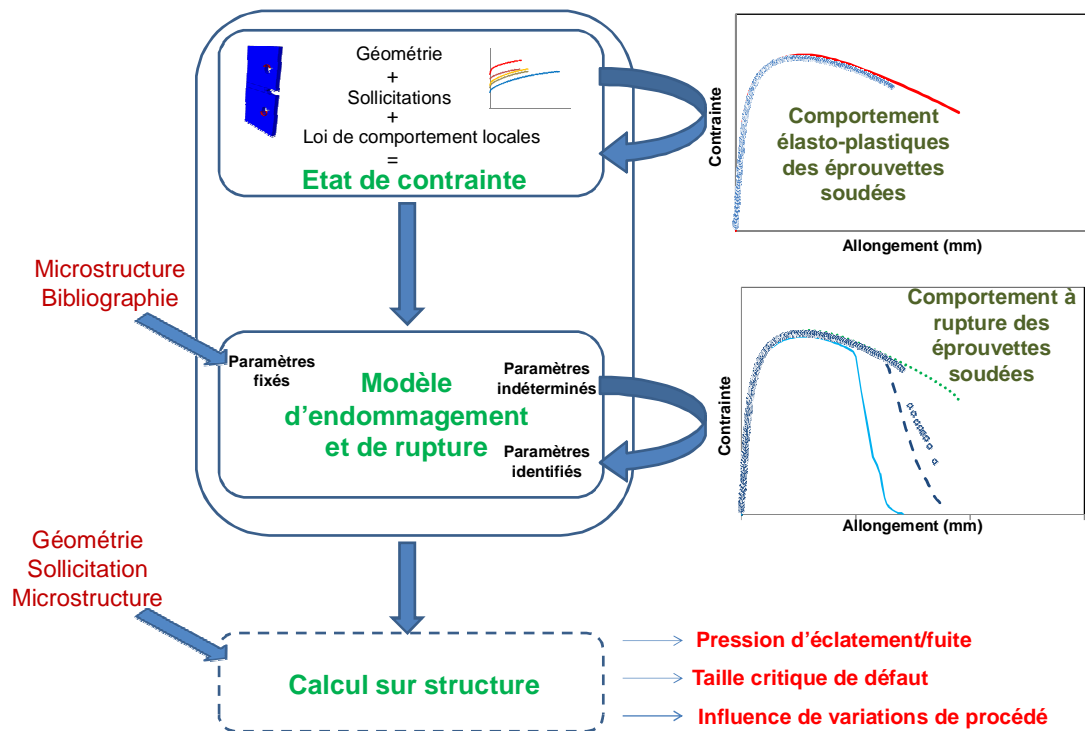 Géométrie
+
Sollicitations
+
Loi de comportement locales
=
Etat de contrainte
Contrainte
Comportement
élasto-plastiques
des éprouvettes
soudées
Allongement (mm)
Microstructure
Bibliographie
Paramètres
fixés
Modèle
d'endommagement
et de rupture
Paramètres
indéterminés
Paramètres
identifiés
Contrainte
Comportement à
rupture des
éprouvettes
soudées
Allongement (mm)
Géométrie
Sollicitation
Microstructure
Calcul sur structure
Pression d'éclatement/fuite
Taille critique de défaut
Influence de variations de procédé